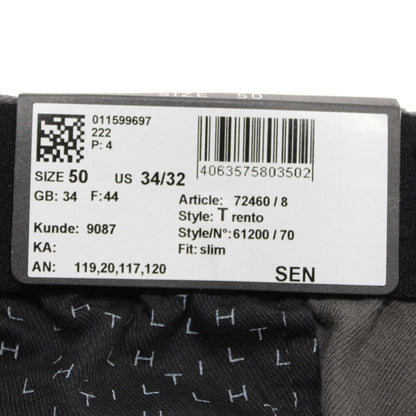 SIZE 50
011599697
222
P: 4
4063575803502
SIZE 50 US 34/32
GB: 34 F: 44
Article: 72460 / 8
Style: Trento
Style/N°: 61200 / 70
Fit: slim
Kunde: 9087
KA:
AN: 119,20,117,120
SEN
L H T I L L H T I L